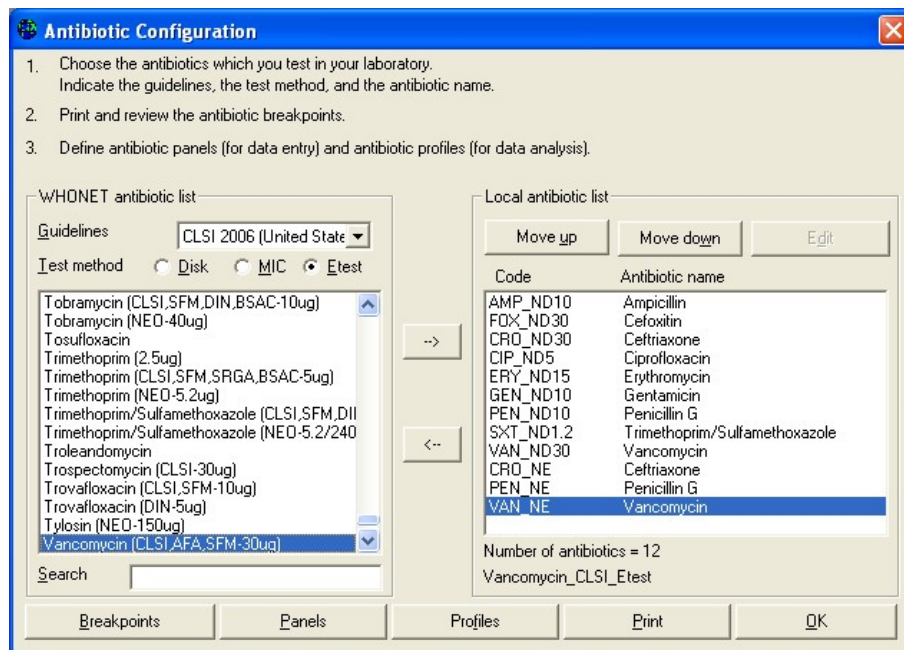 Antibiotic Configuration
1. Choose the antibiotics which you test in your laboratory.
Indicate the guidelines, the test method, and the antibiotic name.
2. Print and review the antibiotic breakpoints.
3. Define antibiotic panels (for data entry) and antibiotic profiles (for data analysis).
WHONET antibiotic list
Guidelines CLSI 2006 (United State
Test method Disk MIC Etest
Tobramycin (CLSI,SFM,DIN,BSAC-10ug)
Tobramycin (NEO-40ug)
Tosufloxacin
Trimethoprim (2.5ug)
Trimethoprim (CLSI,SFM,SRGA,BSAC-5ug)
Trimethoprim (NEO-5.2ug)
Trimethoprim/Sulfamethoxazole (CLSI,SFM,DII
Trimethoprim/Sulfamethoxazole (NEO-5.2/240
Troleandomycin
Trospectomycin (CLSI-30ug)
Trovafloxacin (CLSI,SFM-10ug)
Trovafloxacin (DIN-5ug)
Tylosin (NEO-150ug)
Vancomycin (CLSI,AFA,SFM-30ug)
Search
-->
<--
Local antibiotic list
Move up Move down Edit
Code Antibiotic name
AMP_ND10 Ampicillin
FOX_ND30 Cefoxitin
CRO_ND30 Ceftriaxone
CIP_ND5 Ciprofloxacin
ERY_ND15 Erythromycin
GEN_ND10 Gentamicin
PEN_ND10 Penicillin G
SXT_ND1.2 Trimethoprim/Sulfamethoxazole
VAN_ND30 Vancomycin
CRO_NE Ceftriaxone
PEN_NE Penicillin G
VAN_NE Vancomycin
Number of antibiotics = 12
Vancomycin_CLSI_Etest
Breakpoints Panels Profiles Print OK